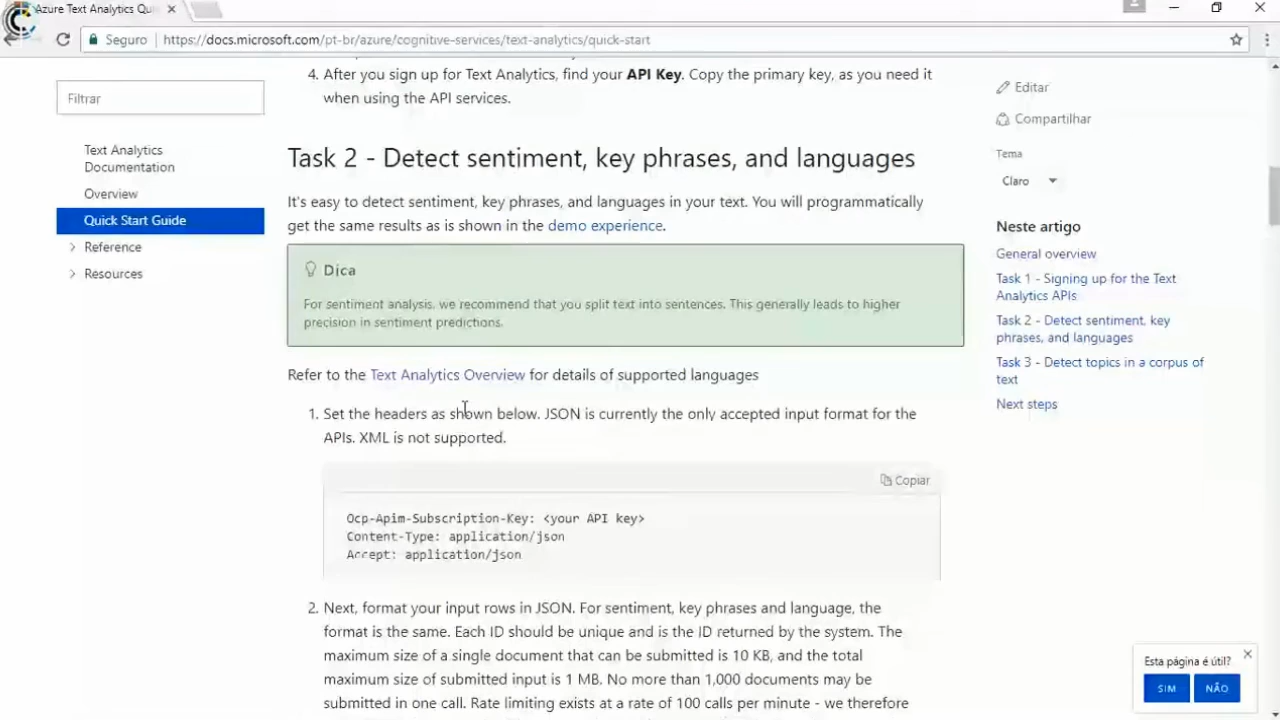 Azure Text Analytics Qu
Seguro
https://docs.microsoft.com/pt-br/azure/cognitive-services/text-analytics/quick-start
Filtrar
Text Analytics
Documentation
Overview
Quick Start Guide
Reference
Resources
4. After you sign up for Text Analytics, find your API Key. Copy the primary key, as you need it
when using the API services.
Task 2 - Detect sentiment, key phrases, and languages
It's easy to detect sentiment, key phrases, and languages in your text. You will programmatically
get the same results as is shown in the demo experience.
Dica
For sentiment analysis, we recommend that you split text into sentences. This generally leads to higher
precision in sentiment predictions.
Refer to the Text Analytics Overview for details of supported languages
1. Set the headers as shown below. JSON is currently the only accepted input format for the
APIs. XML is not supported.
Copiar
Ocp-Apim-Subscription-Key: <your API key>
Content-Type: application/json
Accept: application/json
2. Next, format your input rows in JSON. For sentiment, key phrases and language, the
format is the same. Each ID should be unique and is the ID returned by the system. The
maximum size of a single document that can be submitted is 10 KB, and the total
maximum size of submitted input is 1 MB. No more than 1,000 documents may be
submitted in one call. Rate limiting exists at a rate of 100 calls per minute - we therefore
Editar
Compartilhar
Tema
Claro
Neste artigo
General overview
Task 1 - Signing up for the Text
Analytics APIs
Task 2 - Detect sentiment, key
phrases, and languages
Task 3 - Detect topics in a corpus of
text
Next steps
Esta página é útil?
SIM
NÃO